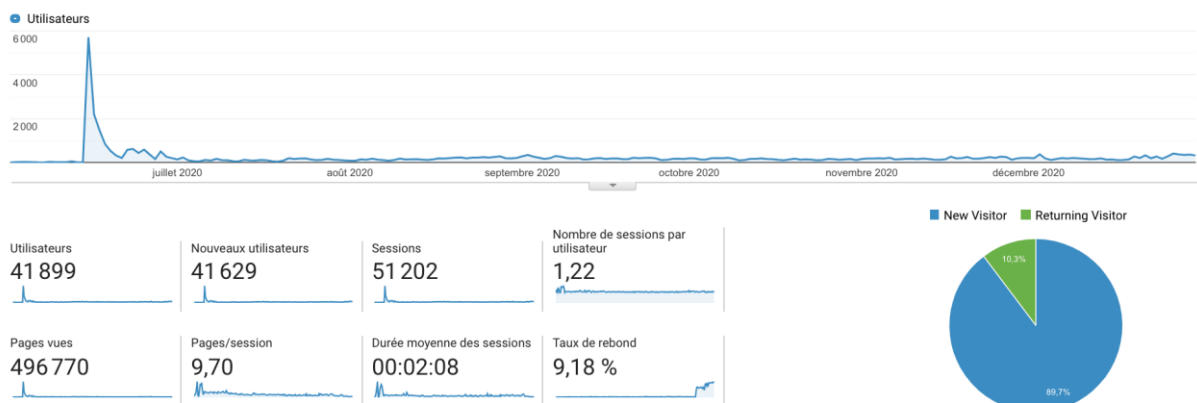 Utilisateurs
6 000
4 000
2 000
juillet 2020 août 2020 septembre 2020 octobre 2020 novembre 2020 décembre 2020
New Visitor Returning Visitor
Utilisateurs
41 899
Nouveaux utilisateurs
41 629
Sessions
51 202
Nombre de sessions par
utilisateur
1,22
Pages vues
496 770
Pages/session
9,70
Durée moyenne des sessions
00:02:08
Taux de rebond
9,18 %
10,3%
89,7%